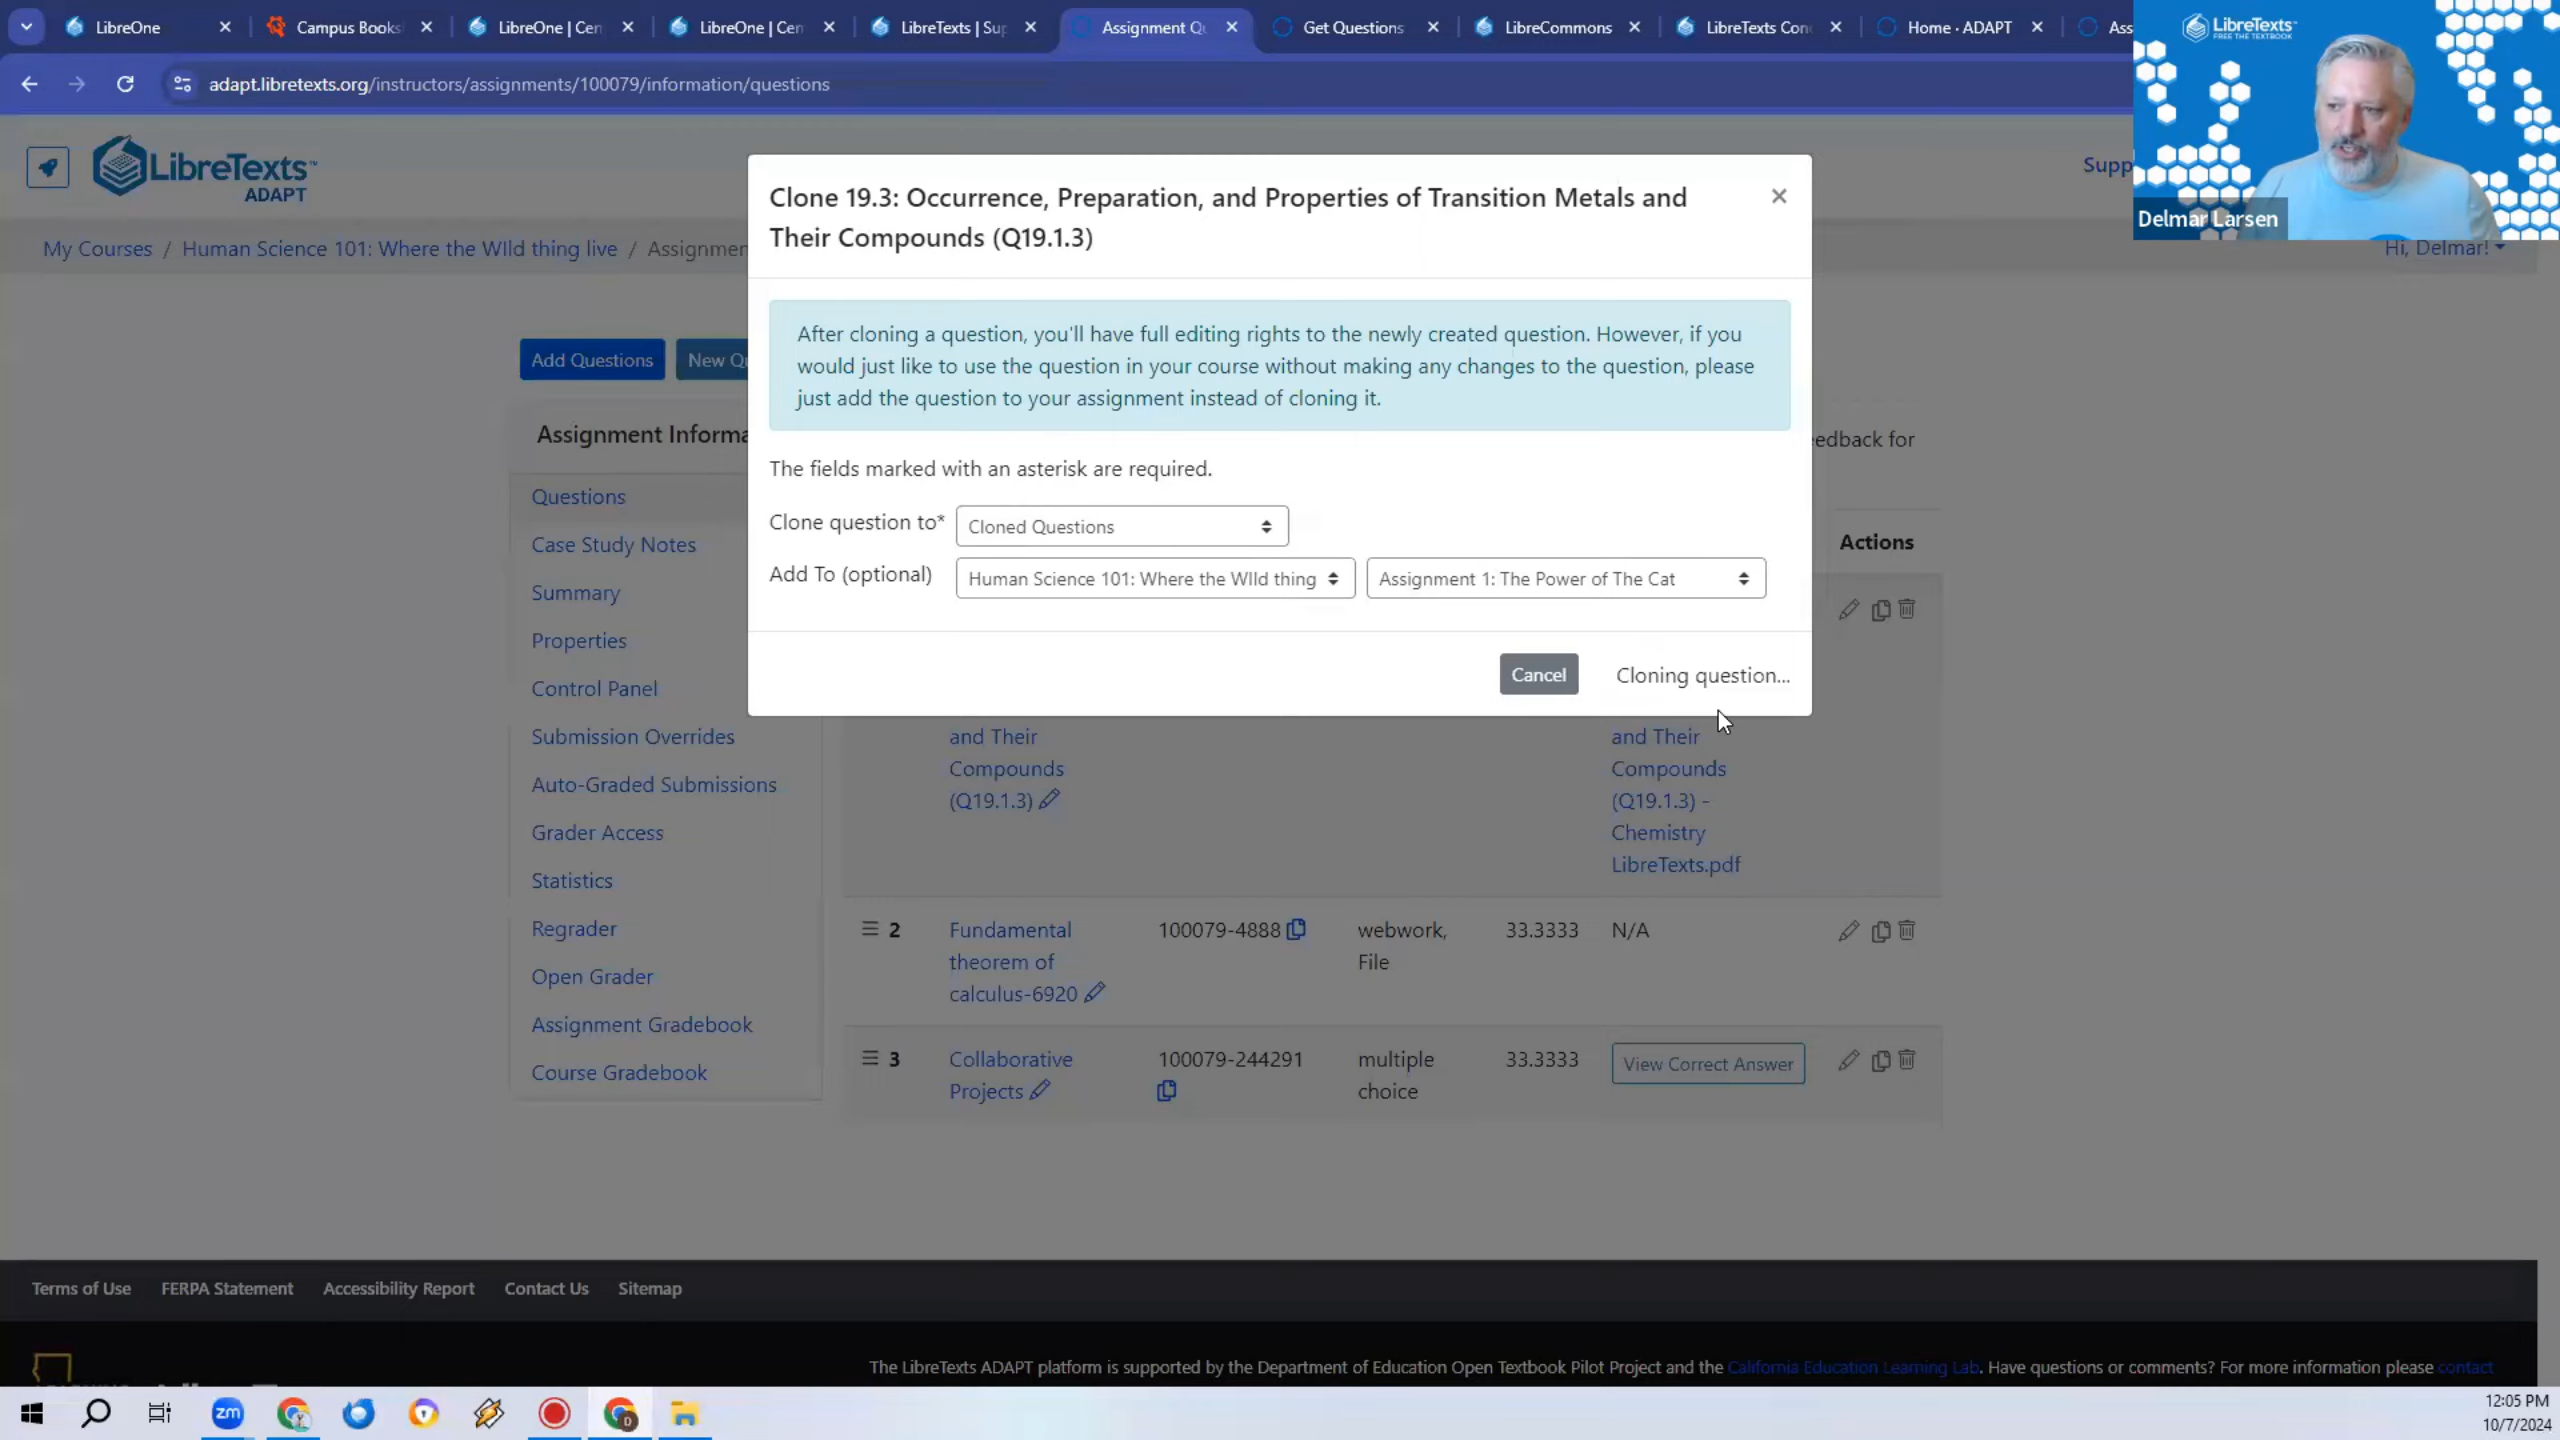 LibreOne
Campus Books
LibreOne | Cen
LibreOne | Cen
LibreTexts | Sup
Assignment Qu
Get Questions
LibreCommons
LibreTexts Con
Home · ADAPT
Ass
adapt.libretexts.org/instructors/assignments/100079/information/questions
LibreTexts™
FREE THE TEXTBOOK
Delmar Larsen
LibreTexts™
ADAPT
Supp
My Courses / Human Science 101: Where the WIld thing live / Assignmen
Hi, Delmar!
Clone 19.3: Occurrence, Preparation, and Properties of Transition Metals and
Their Compounds (Q19.1.3)
After cloning a question, you'll have full editing rights to the newly created question. However, if you
would just like to use the question in your course without making any changes to the question, please
just add the question to your assignment instead of cloning it.
The fields marked with an asterisk are required.
Clone question to* Cloned Questions
Add To (optional) Human Science 101: Where the WIld thing Assignment 1: The Power of The Cat
Cancel Cloning question...
Add Questions New Qu
Assignment Informa
Questions
Case Study Notes
Summary
Properties
Control Panel
Submission Overrides
Auto-Graded Submissions
Grader Access
Statistics
Regrader
Open Grader
Assignment Gradebook
Course Gradebook
eedback for
Actions
and Their
Compounds
(Q19.1.3)
and Their
Compounds
(Q19.1.3) -
Chemistry
LibreTexts.pdf
2 Fundamental 100079-4888 webwork, 33.3333 N/A
theorem of File
calculus-6920
3 Collaborative 100079-244291 multiple 33.3333 View Correct Answer
Projects choice
Terms of Use FERPA Statement Accessibility Report Contact Us Sitemap
The LibreTexts ADAPT platform is supported by the Department of Education Open Textbook Pilot Project and the California Education Learning Lab. Have questions or comments? For more information please contact
zm
D
12:05 PM
10/7/2024